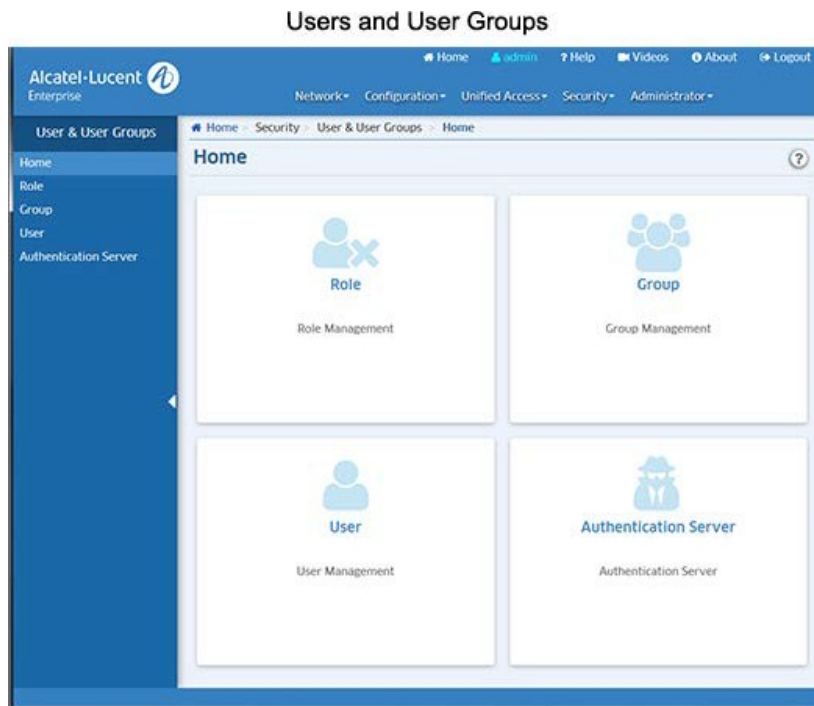 Users and User Groups
Home admin ? Help Videos About Logout
Alcatel·Lucent
Enterprise
Network Configuration Unified Access Security Administrator
User & User Groups
Home > Security > User & User Groups > Home
Home
Home
?
Role
Group
User
Authentication Server
Role
Role Management
Group
Group Management
User
User Management
Authentication Server
Authentication Server